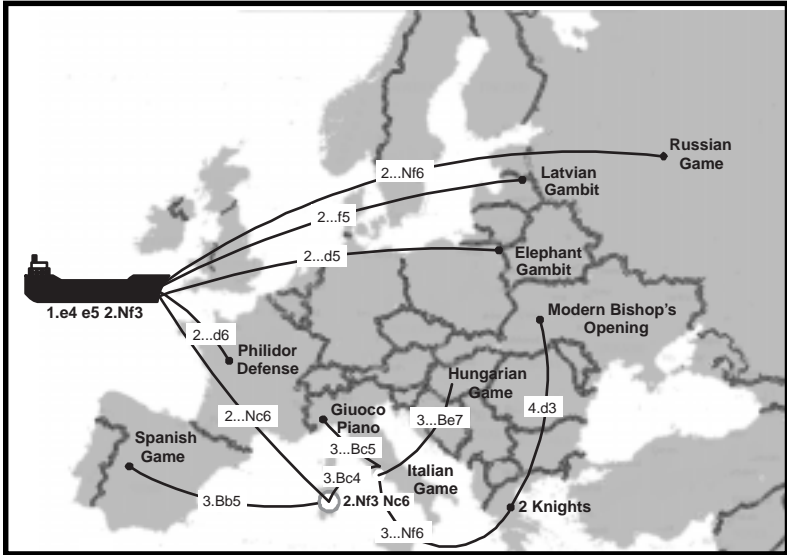 Russian
Game
2...Nf6
Latvian
Gambit
2...f5
Elephant
Gambit
2...d5
1.e4 e5 2.Nf3
Modern Bishop's
Opening
2...d6
Philidor
Defense
Hungarian
Game
4.d3
2...Nc6
Giuoco
Piano
3...Be7
Spanish
Game
3...Bc5
Italian
Game
3.Bc4
3.Bb5
2.Nf3 Nc6
2 Knights
3...Nf6